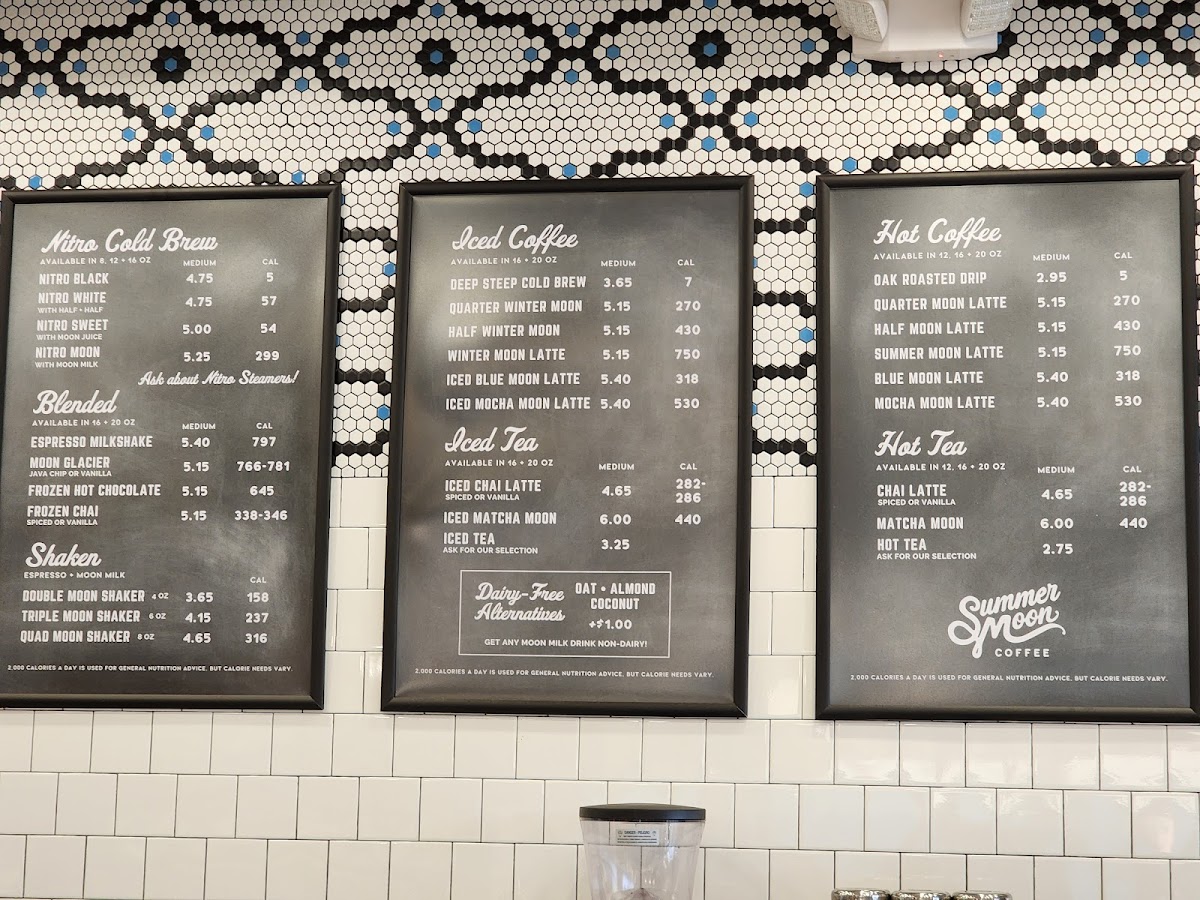 Nitro Cold Brew
AVAILABLE IN 8, 12 + 16 OZ MEDIUM CAL
NITRO BLACK 4.75 5
NITRO WHITE 4.75 57
WITH HALF + HALF
NITRO SWEET 5.00 54
WITH MOON JUICE
NITRO MOON 5.25 299
WITH MOON MILK
Ask about Nitro Steamers!
Blended
AVAILABLE IN 16 + 20 OZ MEDIUM CAL
ESPRESSO MILKSHAKE 5.40 797
MOON GLACIER 5.15 766-781
JAVA CHIP OR VANILLA
FROZEN HOT CHOCOLATE 5.15 645
FROZEN CHAI 5.15 338-346
SPICED OR VANILLA
Shaken
ESPRESSO + MOON MILK CAL
DOUBLE MOON SHAKER 4 OZ 3.65 158
TRIPLE MOON SHAKER 6 OZ 4.15 237
QUAD MOON SHAKER 8 OZ 4.65 316
2,000 CALORIES A DAY IS USED FOR GENERAL NUTRITION ADVICE, BUT CALORIE NEEDS VARY.
Iced Coffee
AVAILABLE IN 16 + 20 OZ MEDIUM CAL
DEEP STEEP COLD BREW 3.65 7
QUARTER WINTER MOON 5.15 270
HALF WINTER MOON 5.15 430
WINTER MOON LATTE 5.15 750
ICED BLUE MOON LATTE 5.40 318
ICED MOCHA MOON LATTE 5.40 530
Iced Tea
AVAILABLE IN 16 + 20 OZ MEDIUM CAL
ICED CHAI LATTE 4.65 282-
SPICED OR VANILLA 286
ICED MATCHA MOON 6.00 440
ICED TEA 3.25
ASK FOR OUR SELECTION
Dairy-Free OAT • ALMOND
Alternatives COCONUT
+$1.00
GET ANY MOON MILK DRINK NON-DAIRY!
2,000 CALORIES A DAY IS USED FOR GENERAL NUTRITION ADVICE, BUT CALORIE NEEDS VARY.
Hot Coffee
AVAILABLE IN 12, 16 + 20 OZ MEDIUM CAL
OAK ROASTED DRIP 2.95 5
QUARTER MOON LATTE 5.15 270
HALF MOON LATTE 5.15 430
SUMMER MOON LATTE 5.15 750
BLUE MOON LATTE 5.40 318
MOCHA MOON LATTE 5.40 530
Hot Tea
AVAILABLE IN 12, 16 + 20 OZ MEDIUM CAL
CHAI LATTE 4.65 282-
SPICED OR VANILLA 286
MATCHA MOON 6.00 440
HOT TEA 2.75
ASK FOR OUR SELECTION
Summer
Moon
COFFEE
2,000 CALORIES A DAY IS USED FOR GENERAL NUTRITION ADVICE, BUT CALORIE NEEDS VARY.